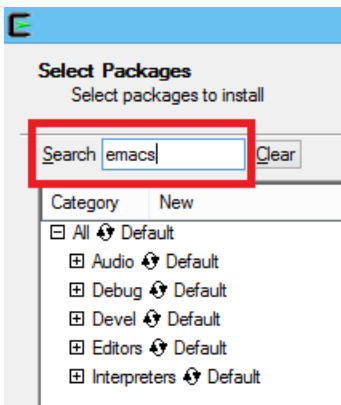 Select Packages
Select packages to install
Search emacs Clear
Category New
All Default
Audio Default
Debug Default
Devel Default
Editors Default
Interpreters Default